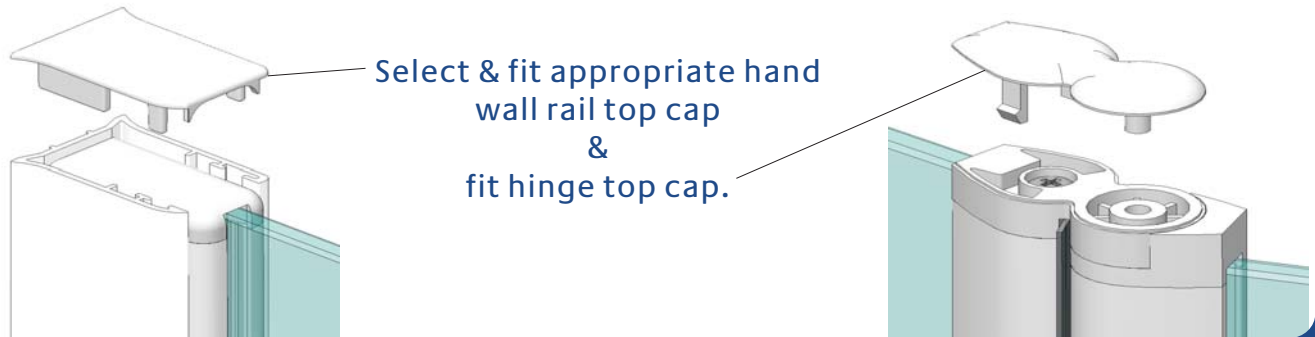 Select & fit appropriate hand
wall rail top cap
&
fit hinge top cap.